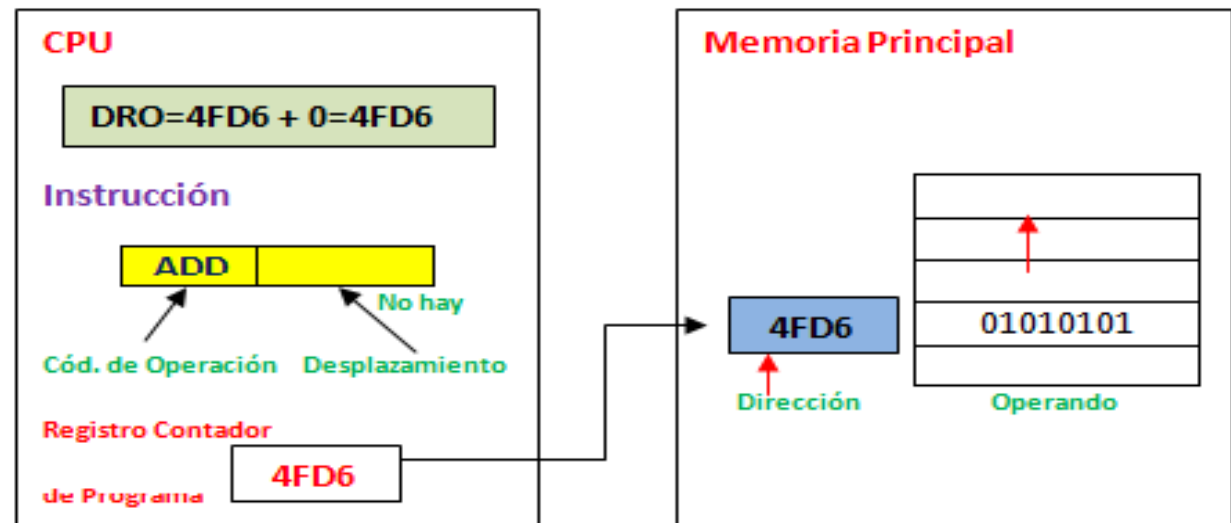 CPU
DRO=4FD6 + 0=4FD6
Instrucción
ADD
No hay
Cód. de Operación Desplazamiento
Registro Contador
de Programa
4FD6
Memoria Principal
4FD6
01010101
Dirección
Operando